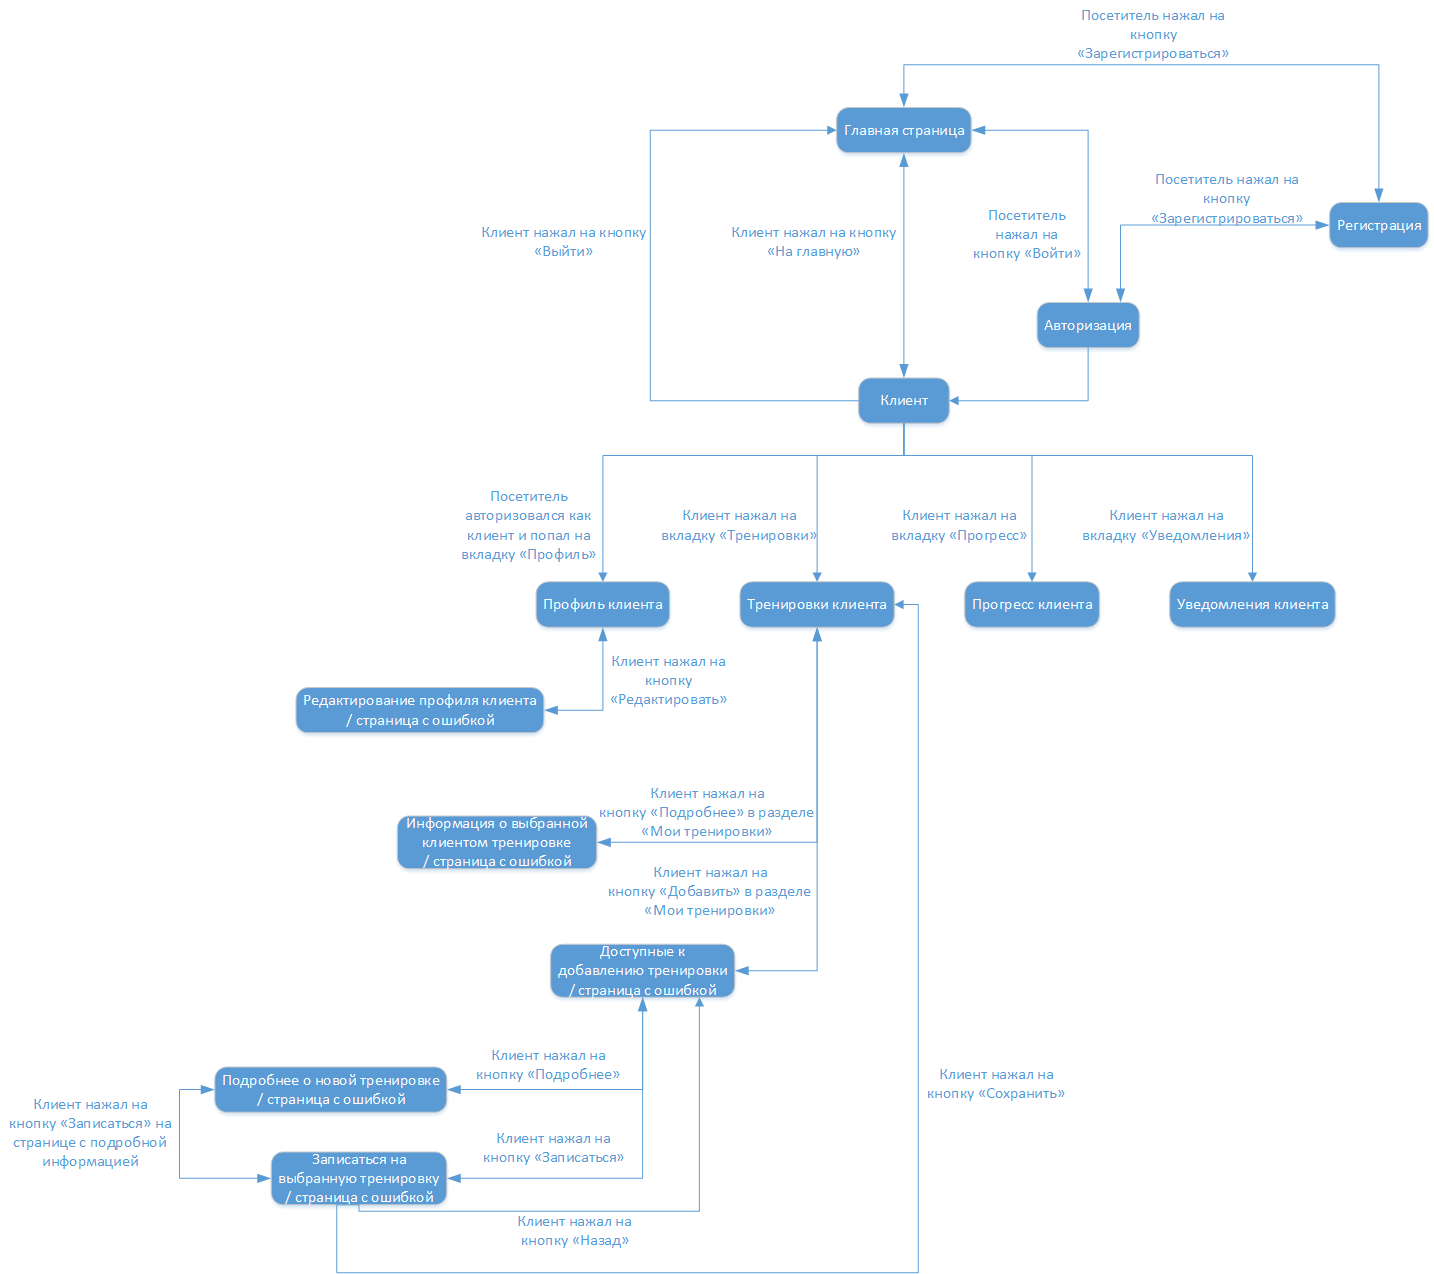 Посетитель нажал на
кнопку
«Зарегистрироваться»
Главная страница
Посетитель нажал на
кнопку
«Зарегистрироваться»
Регистрация
Клиент нажал на кнопку
«Выйти»
Клиент нажал на кнопку
«На главную»
Посетитель
нажал на
кнопку «Войти»
Авторизация
Клиент
Посетитель
авторизовался как
клиент и попал на
вкладку «Профиль»
Клиент нажал на
вкладку «Тренировки»
Клиент нажал на
вкладку «Прогресс»
Клиент нажал на
вкладку «Уведомления»
Профиль клиента
Тренировки клиента
Прогресс клиента
Уведомления клиента
Клиент нажал на
кнопку
«Редактировать»
Редактирование профиля клиента
/ страница с ошибкой
Клиент нажал на
кнопку «Подробнее» в разделе
«Мои тренировки»
Информация о выбранной
клиентом тренировке
/ страница с ошибкой
Клиент нажал на
кнопку «Добавить» в разделе
«Мои тренировки»
Доступные к
добавлению тренировки
/ страница с ошибкой
Клиент нажал на
кнопку «Подробнее»
Подробнее о новой тренировке
/ страница с ошибкой
Клиент нажал на
кнопку «Сохранить»
Клиент нажал на
кнопку «Записаться» на
странице с подробной
информацией
Клиент нажал на
кнопку «Записаться»
Записаться на
выбранную тренировку
/ страница с ошибкой
Клиент нажал на
кнопку «Назад»